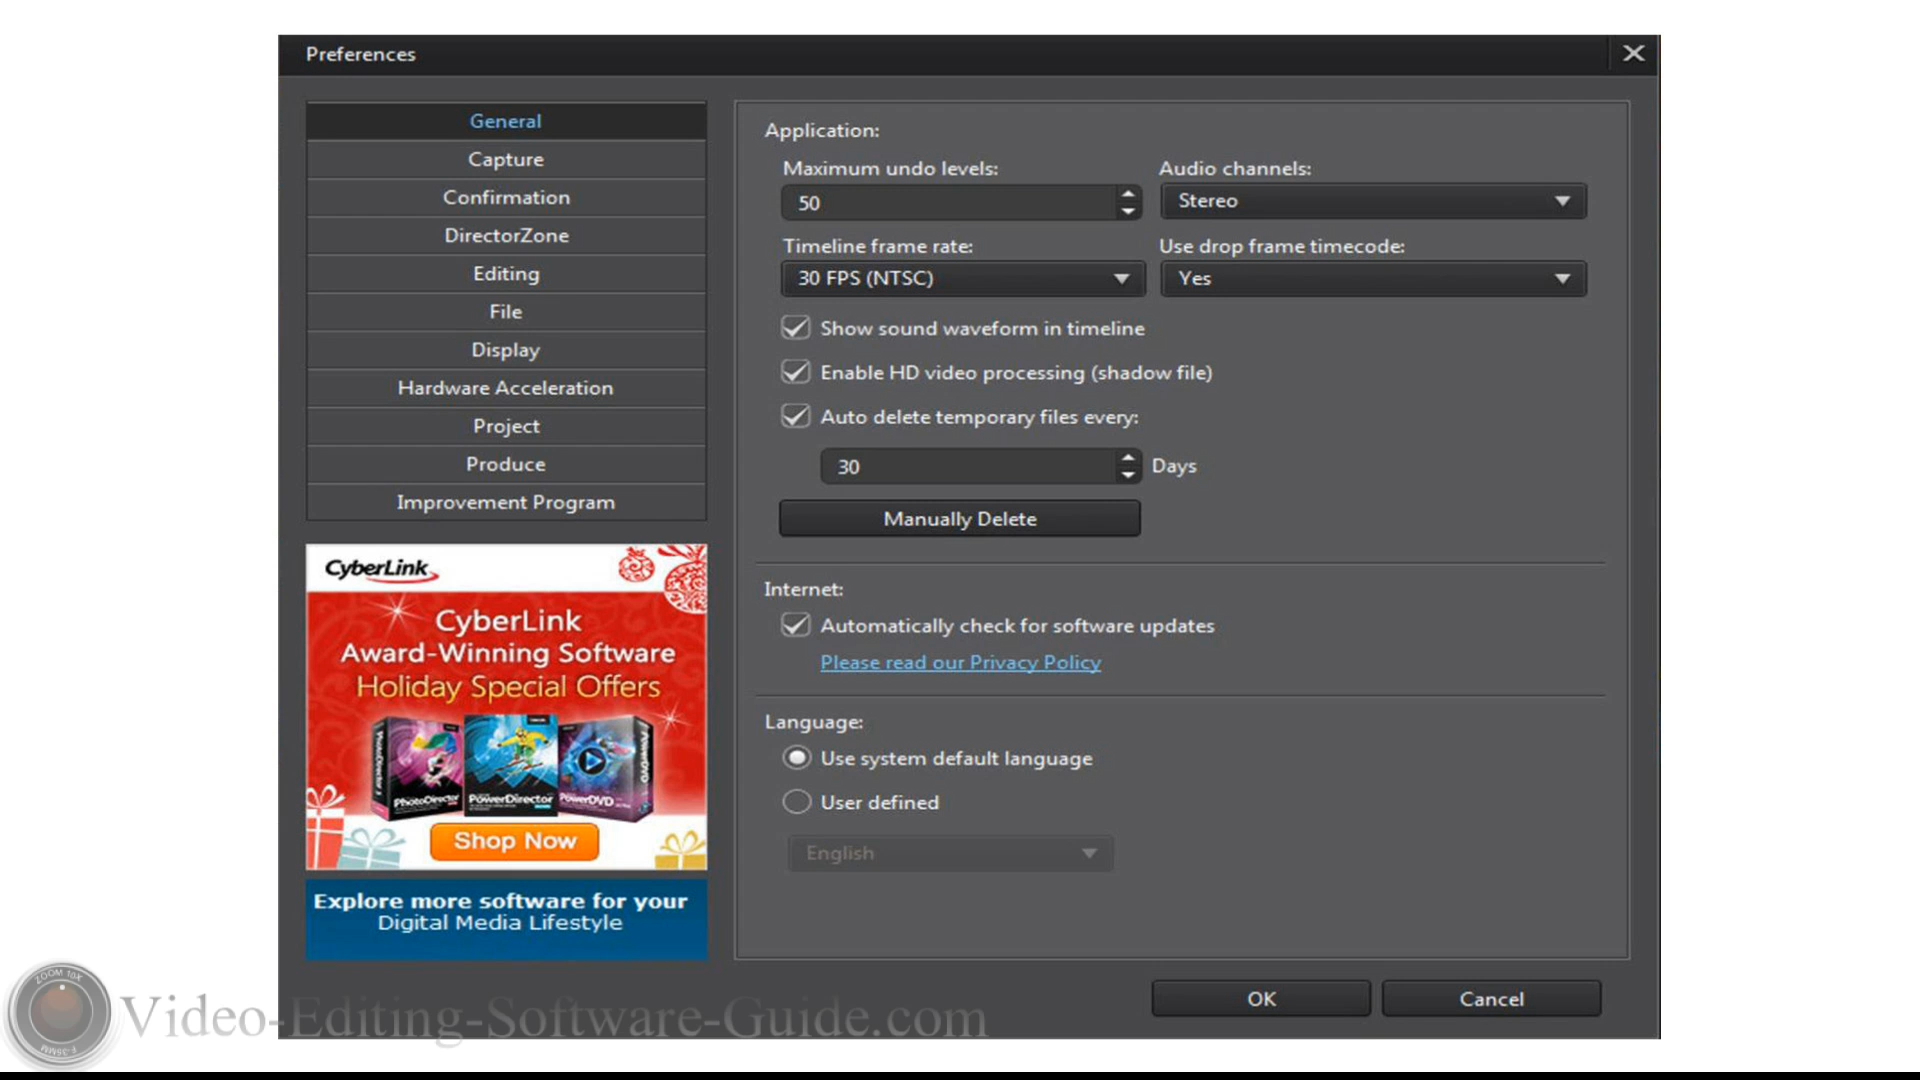 Preferences
General
Capture
Confirmation
DirectorZone
Editing
File
Display
Hardware Acceleration
Project
Produce
Improvement Program
CyberLink
CyberLink
Award-Winning Software
Holiday Special Offers
PhotoDirector
PowerDirector
PowerDVD
Shop Now
Explore more software for your
Digital Media Lifestyle
Application:
Maximum undo levels: Audio channels:
50 Stereo
Timeline frame rate: Use drop frame timecode:
30 FPS (NTSC) Yes
Show sound waveform in timeline
Enable HD video processing (shadow file)
Auto delete temporary files every:
30 Days
Manually Delete
Internet:
Automatically check for software updates
Please read our Privacy Policy
Language:
Use system default language
User defined
English
OK Cancel
ZOOM 10X
Video-Editing-Software-Guide.com